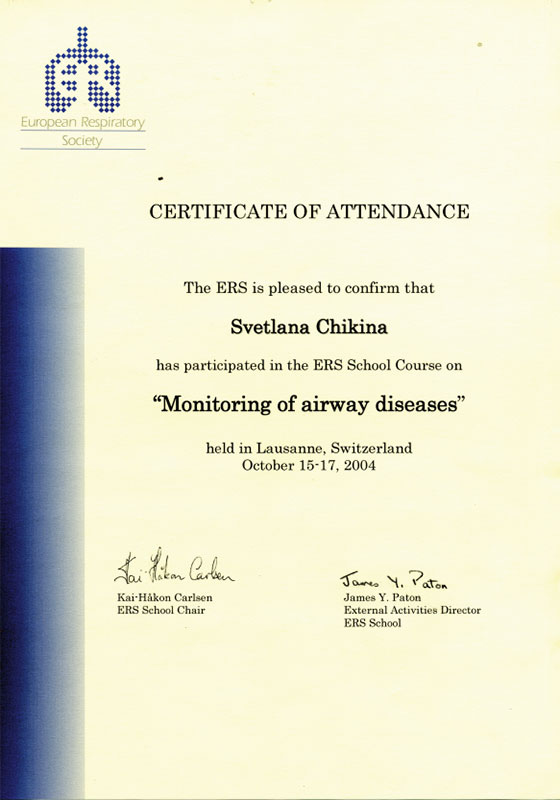 European Respiratory
Society
CERTIFICATE OF ATTENDANCE
The ERS is pleased to confirm that
Svetlana Chikina
has participated in the ERS School Course on
“Monitoring of airway diseases”
held in Lausanne, Switzerland
October 15-17, 2004
Kai-Håkon Carlsen
Kai-Håkon Carlsen
ERS School Chair
James Y. Paton
James Y. Paton
External Activities Director
ERS School